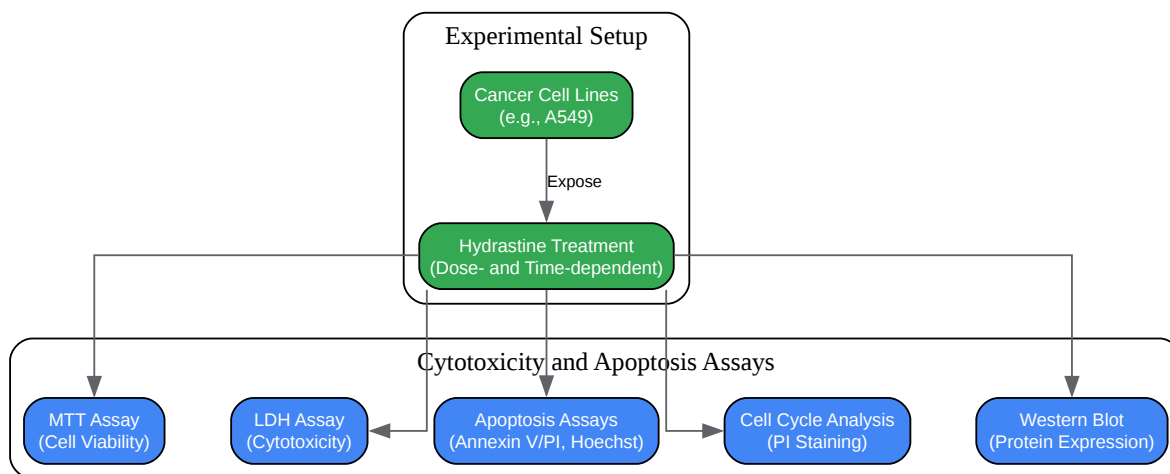 Experimental Setup
Cancer Cell Lines
(e.g., A549)
Expose
Hydrastine Treatment
(Dose- and Time-dependent)
Cytotoxicity and Apoptosis Assays
MTT Assay
(Cell Viability)
LDH Assay
(Cytotoxicity)
Apoptosis Assays
(Annexin V/PI, Hoechst)
Cell Cycle Analysis
(PI Staining)
Western Blot
(Protein Expression)